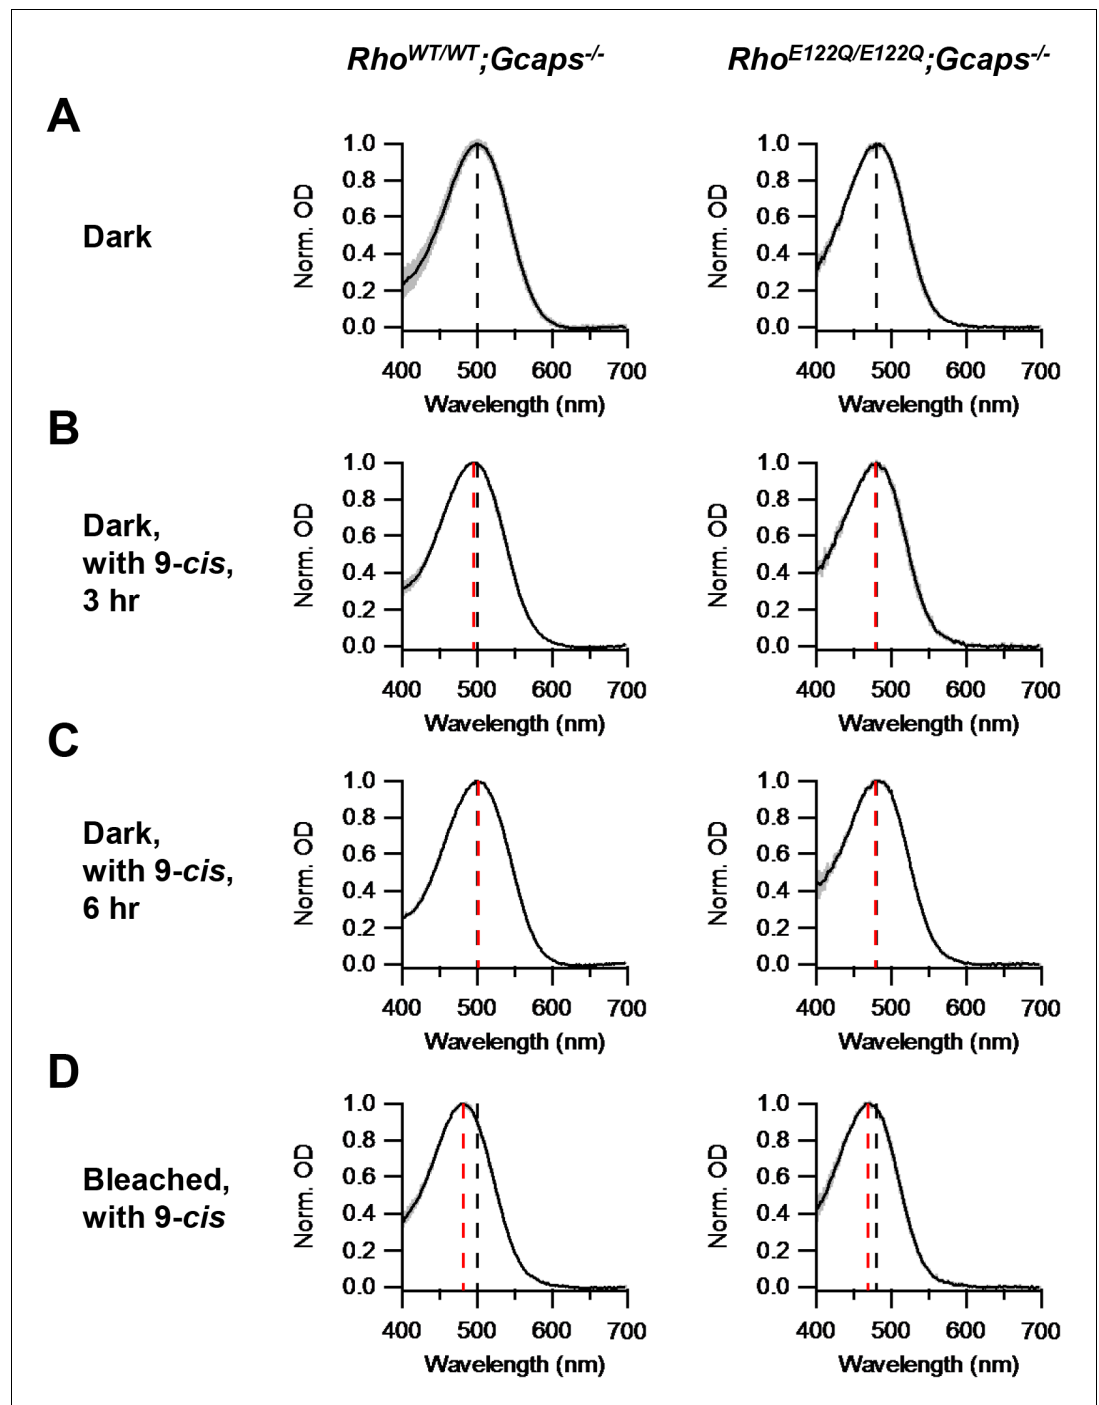 Rho^WT/WT;Gcaps^-/-
Rho^E122Q/E122Q;Gcaps^-/-
A
Dark
Norm. OD
1.0
0.8
0.6
0.4
0.2
0.0
400 500 600 700
Wavelength (nm)
Norm. OD
1.0
0.8
0.6
0.4
0.2
0.0
400 500 600 700
Wavelength (nm)
B
Dark,
with 9-cis,
3 hr
Norm. OD
1.0
0.8
0.6
0.4
0.2
0.0
400 500 600 700
Wavelength (nm)
Norm. OD
1.0
0.8
0.6
0.4
0.2
0.0
400 500 600 700
Wavelength (nm)
C
Dark,
with 9-cis,
6 hr
Norm. OD
1.0
0.8
0.6
0.4
0.2
0.0
400 500 600 700
Wavelength (nm)
Norm. OD
1.0
0.8
0.6
0.4
0.2
0.0
400 500 600 700
Wavelength (nm)
D
Bleached,
with 9-cis
Norm. OD
1.0
0.8
0.6
0.4
0.2
0.0
400 500 600 700
Wavelength (nm)
Norm. OD
1.0
0.8
0.6
0.4
0.2
0.0
400 500 600 700
Wavelength (nm)